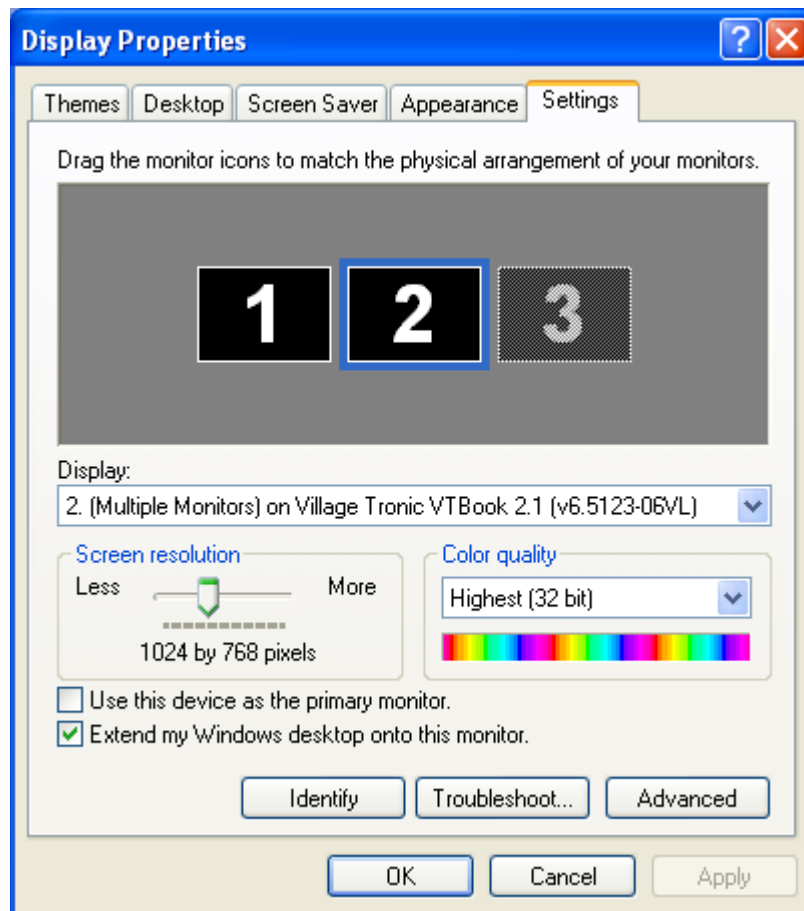 Display Properties
Themes Desktop Screen Saver Appearance Settings
Drag the monitor icons to match the physical arrangement of your monitors.
1 2 3
Display:
2. (Multiple Monitors) on Village Tronic VTBook 2.1 (v6.5123-06VL)
Screen resolution
Less More
1024 by 768 pixels
Color quality
Highest (32 bit)
Use this device as the primary monitor.
Extend my Windows desktop onto this monitor.
Identify Troubleshoot... Advanced
OK Cancel Apply